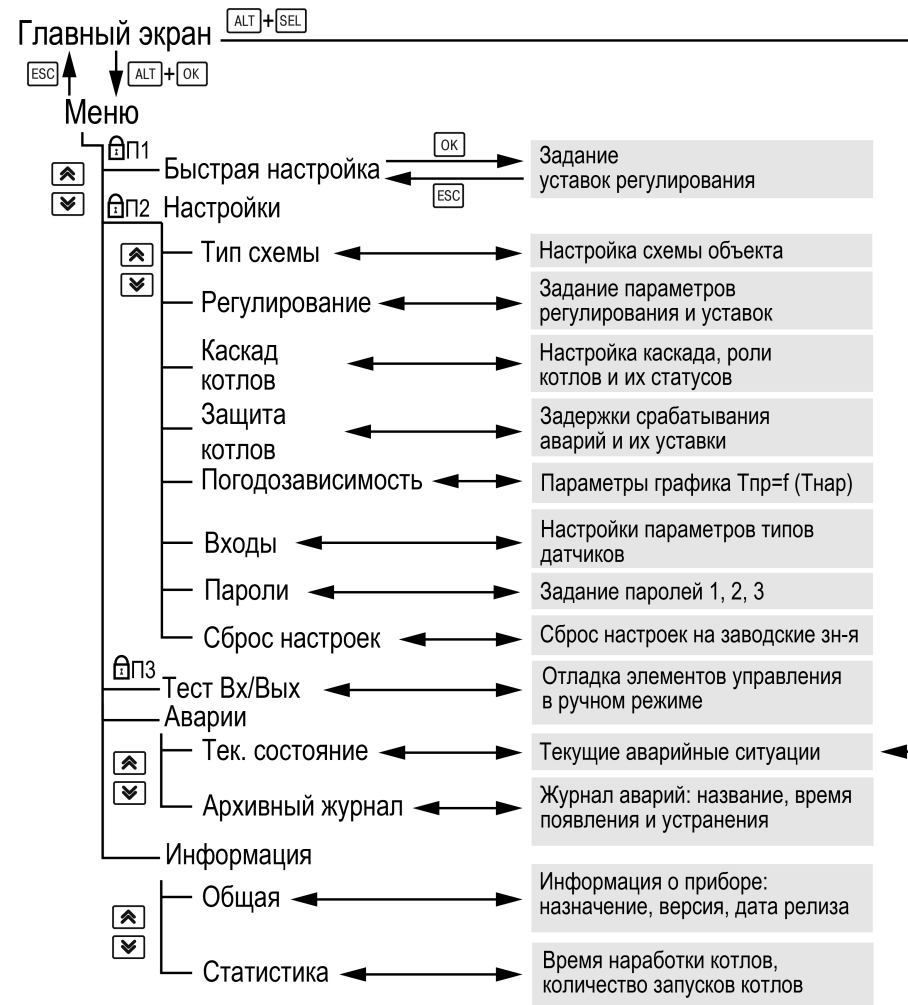 Главный экран ALT+SEL
ESC ALT+OK
Меню
П1
Быстрая настройка
OK
ESC
Задание
уставок регулирования
П2 Настройки
Тип схемы
Настройка схемы объекта
Регулирование
Задание параметров
регулирования и уставок
Каскад
котлов
Настройка каскада, роли
котлов и их статусов
Защита
котлов
Задержки срабатывания
аварий и их уставки
Погодозависимость
Параметры графика Тпр=f (Тнар)
Входы
Настройки параметров типов
датчиков
Пароли
Задание паролей 1, 2, 3
Сброс настроек
Сброс настроек на заводские зн-я
П3
Тест Вх/Вых
Отладка элементов управления
в ручном режиме
Аварии
Тек. состояние
Текущие аварийные ситуации
Архивный журнал
Журнал аварий: название, время
появления и устранения
Информация
Общая
Информация о приборе:
назначение, версия, дата релиза
Статистика
Время наработки котлов,
количество запусков котлов